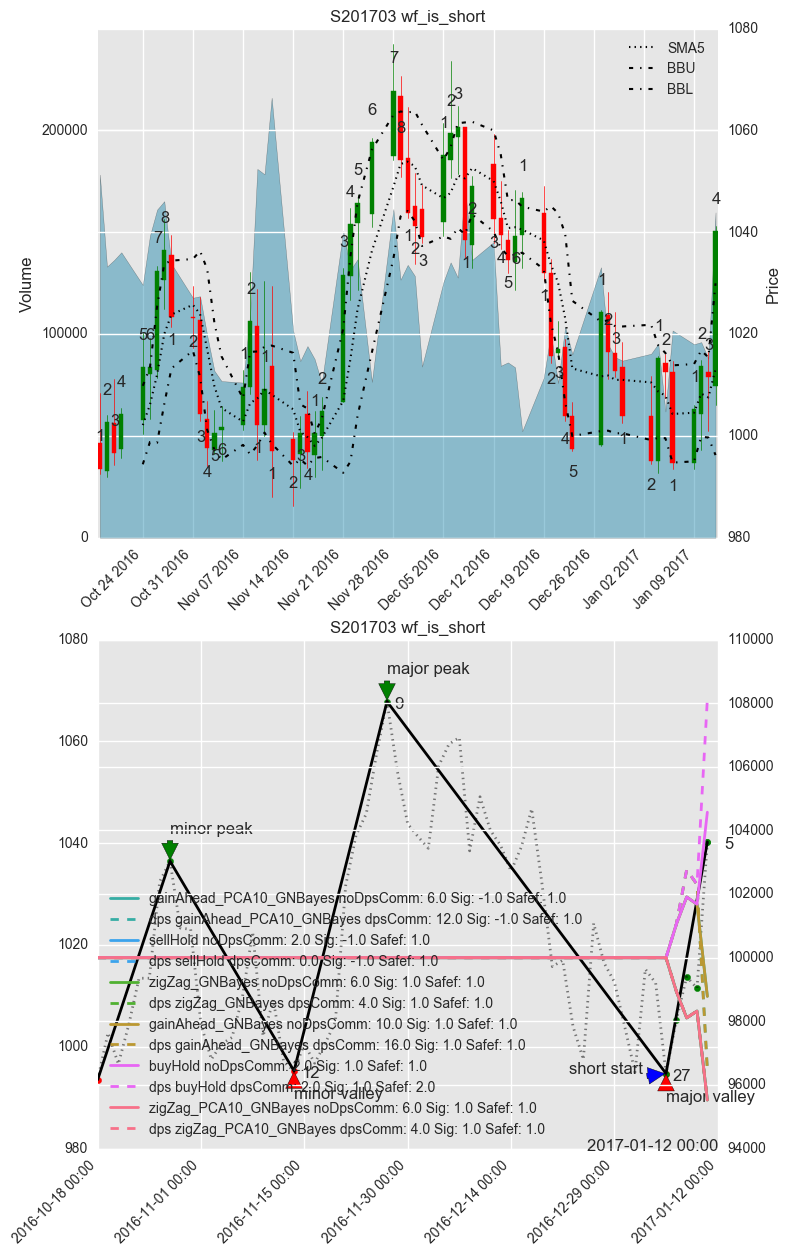 S201703 wf_is_short
SMA5
BBU
BBL
Volume
Price
200000
100000
0
1080
1060
1040
1020
1000
980
Oct 24 2016
Oct 31 2016
Nov 07 2016
Nov 14 2016
Nov 21 2016
Nov 28 2016
Dec 05 2016
Dec 12 2016
Dec 19 2016
Dec 26 2016
Jan 02 2017
Jan 09 2017
S201703 wf_is_short
1080
1060
1040
1020
1000
980
110000
108000
106000
104000
102000
100000
98000
96000
94000
major peak
9
minor peak
5
gainAhead_PCA10_GNBayes noDpsComm: 6.0 Sig: -1.0 Safef: 1.0
dps gainAhead_PCA10_GNBayes dpsComm: 12.0 Sig: -1.0 Safef: 1.0
sellHold noDpsComm: 2.0 Sig: -1.0 Safef: 1.0
dps sellHold dpsComm: 0.0 Sig: -1.0 Safef: 1.0
zigZag_GNBayes noDpsComm: 6.0 Sig: 1.0 Safef: 1.0
dps zigZag_GNBayes dpsComm: 4.0 Sig: 1.0 Safef: 1.0
gainAhead_GNBayes noDpsComm: 10.0 Sig: 1.0 Safef: 1.0
dps gainAhead_GNBayes dpsComm: 16.0 Sig: 1.0 Safef: 1.0
buyHold noDpsComm: 2.0 Sig: 1.0 Safef: 1.0
dps buyHold dpsComm: 2.0 Sig: 1.0 Safef: 2.0
zigZag_PCA10_GNBayes noDpsComm: 6.0 Sig: 1.0 Safef: 1.0
dps zigZag_PCA10_GNBayes dpsComm: 4.0 Sig: 1.0 Safef: 1.0
12
minor valley
short start
27
major valley
2017-01-12 00:00
2016-10-18 00:00
2016-11-01 00:00
2016-11-15 00:00
2016-11-30 00:00
2016-12-14 00:00
2016-12-29 00:00
2017-01-12 00:00